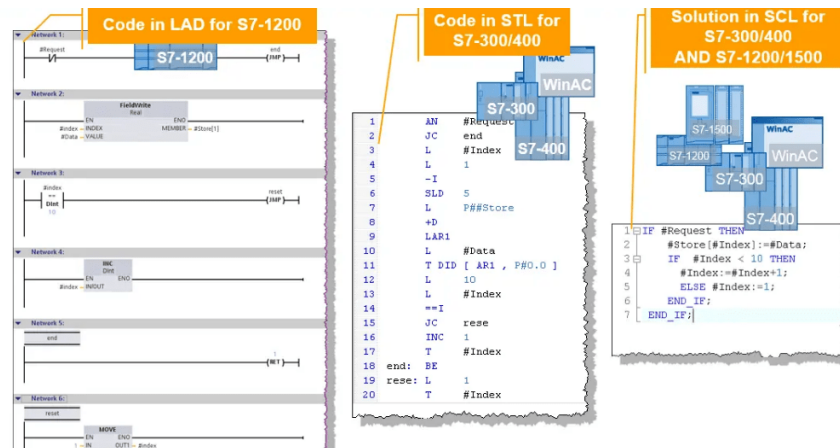 Code in LAD for S7-1200
Network 1:
#Request
end
JMP
S7-1200
Network 2:
FieldWrite
Real
EN ENO
#index INDEX MEMBER #Store[1]
#Data VALUE
Network 3:
#index
==
DInt
10
reset
JMP
Network 4:
INC
DInt
EN ENO
#index IN/OUT
Network 5:
end
1
RET
Network 6:
reset
MOVE
EN ENO
1 IN OUT1 #index
Code in STL for
S7-300/400
WinAC
WinAC
S7-300
S7-400
1 AN #Request
2 JC end
3 L #Index
4 L 1
5 -I
6 SLD 5
7 L P##Store
8 +D
9 LAR1
10 L #Data
11 T DID [ AR1 , P#0.0 ]
12 L 10
13 L #Index
14 ==I
15 JC rese
16 INC 1
17 T #Index
18 end: BE
19 rese: L 1
20 T #Index
Solution in SCL for
S7-300/400
AND S7-1200/1500
S7-1500
WinAC
S7-1200
WinAC
S7-300
S7-400
1 IF #Request THEN
2 #Store[#Index]:=#Data;
3 IF #Index < 10 THEN
4 #Index:=#Index+1;
5 ELSE #Index:=1;
6 END_IF;
7 END_IF;